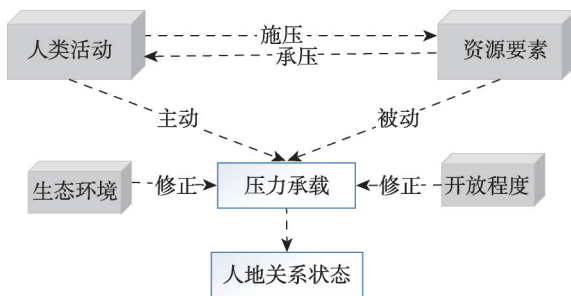 人类活动
施压
承压
资源要素
主动
被动
生态环境
修正
压力承载
修正
开放程度
人地关系状态